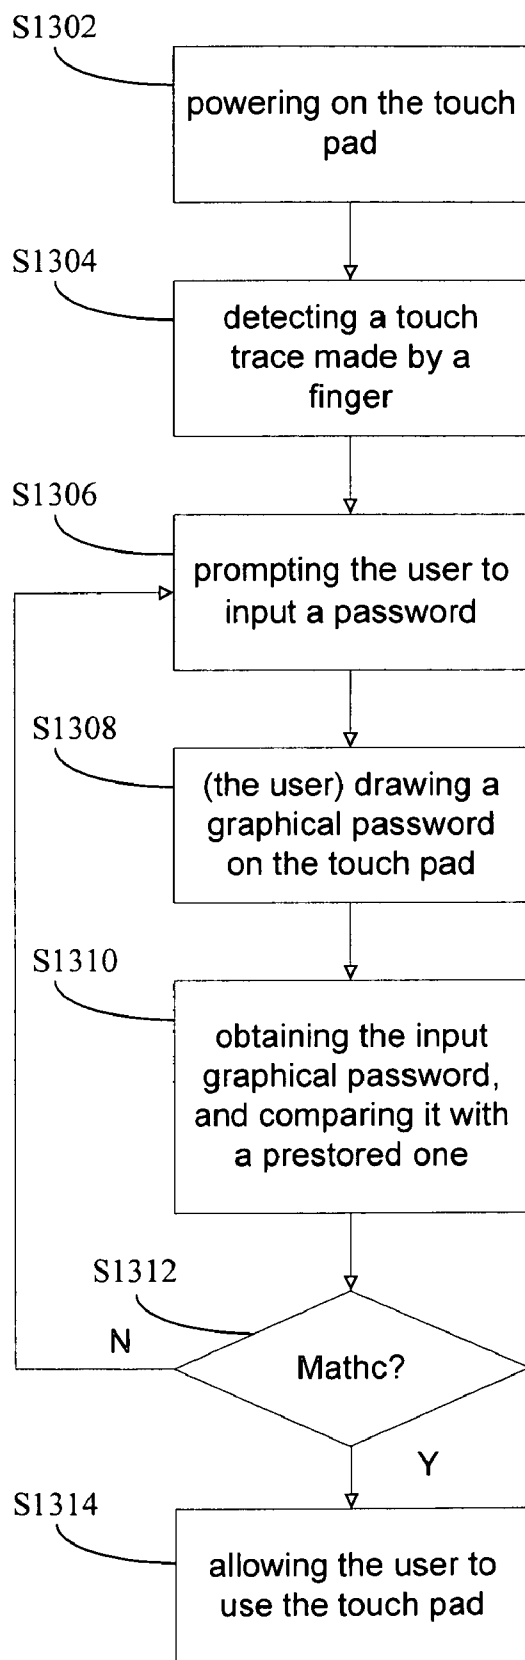 S1302
powering on the touch
pad
S1304
detecting a touch
trace made by a
finger
S1306
prompting the user to
input a password
S1308
(the user) drawing a
graphical password
on the touch pad
S1310
obtaining the input
graphical password,
and comparing it with
a prestored one
S1312
N
Mathc?
Y
S1314
allowing the user to
use the touch pad